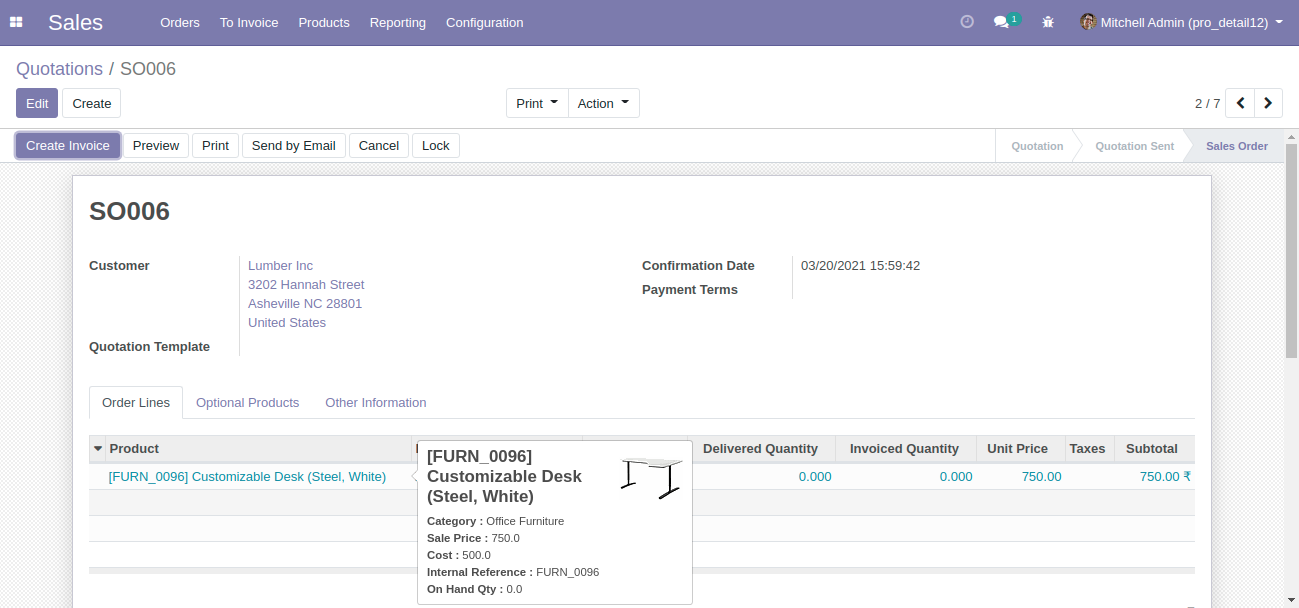 Sales
Orders To Invoice Products Reporting Configuration
1
Mitchell Admin (pro_detail12)
Quotations / SO006
Edit Create Print Action 2 / 7
Create Invoice Preview Print Send by Email Cancel Lock Quotation Quotation Sent Sales Order
SO006
Customer
Lumber Inc
3202 Hannah Street
Asheville NC 28801
United States
Confirmation Date 03/20/2021 15:59:42
Payment Terms
Quotation Template
Order Lines Optional Products Other Information
Product Delivered Quantity Invoiced Quantity Unit Price Taxes Subtotal
[FURN_0096] Customizable Desk (Steel, White) 0.000 0.000 750.00 750.00 ₹
[FURN_0096]
Customizable Desk
(Steel, White)
Category : Office Furniture
Sale Price : 750.0
Cost : 500.0
Internal Reference : FURN_0096
On Hand Qty : 0.0